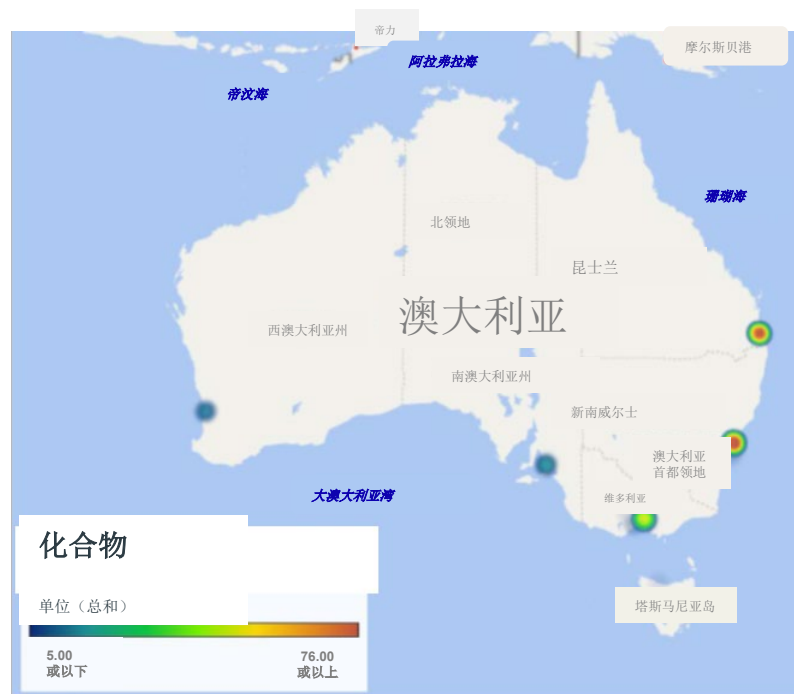 帝力
摩尔斯贝港
阿拉弗拉海
帝汶海
珊瑚海
北领地
昆士兰
澳大利亚
西澳大利亚州
南澳大利亚州
新南威尔士
澳大利亚
首都领地
维多利亚
大澳大利亚湾
塔斯马尼亚岛
化合物
单位（总和）
5.00
或以下
76.00
或以上